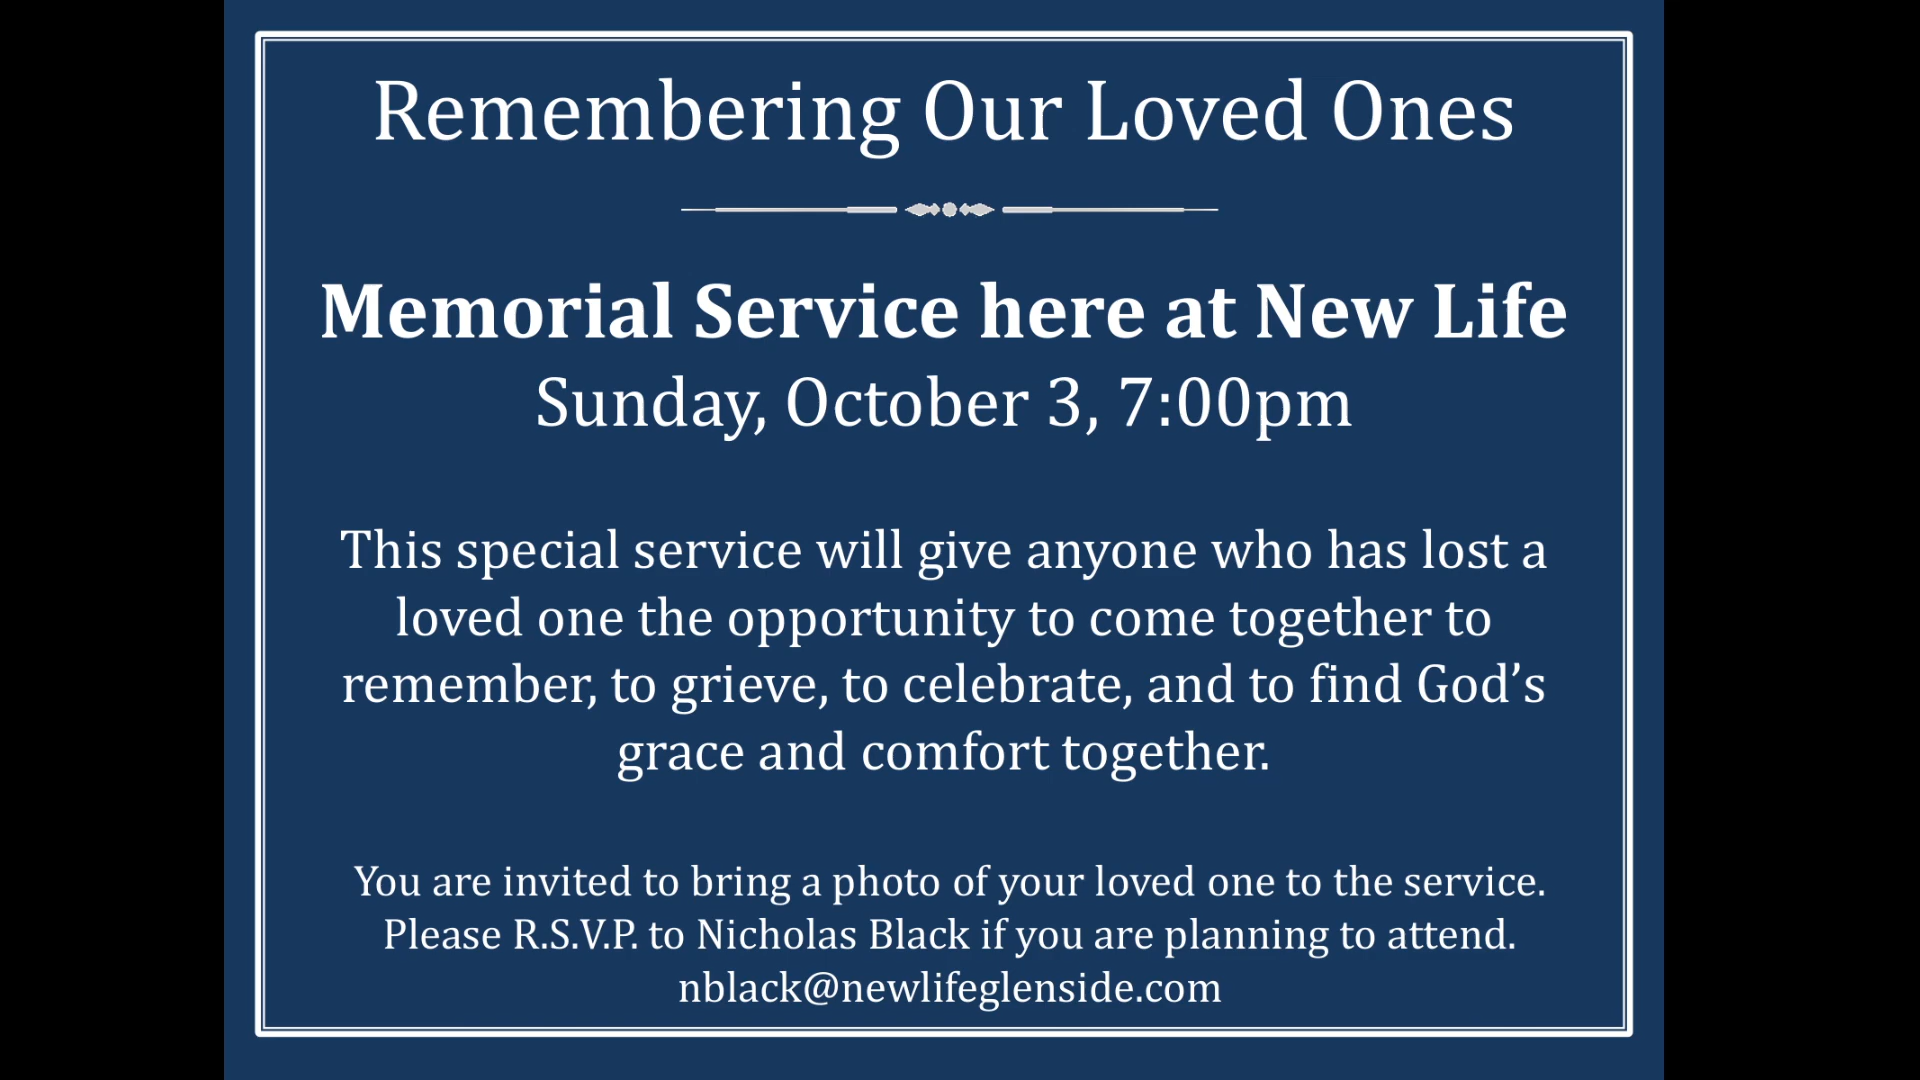 Remembering Our Loved Ones
Memorial Service here at New Life
Sunday, October 3, 7:00pm
This special service will give anyone who has lost a
loved one the opportunity to come together to
remember, to grieve, to celebrate, and to find God’s
grace and comfort together.
You are invited to bring a photo of your loved one to the service.
Please R.S.V.P. to Nicholas Black if you are planning to attend.
nblack@newlifeglenside.com